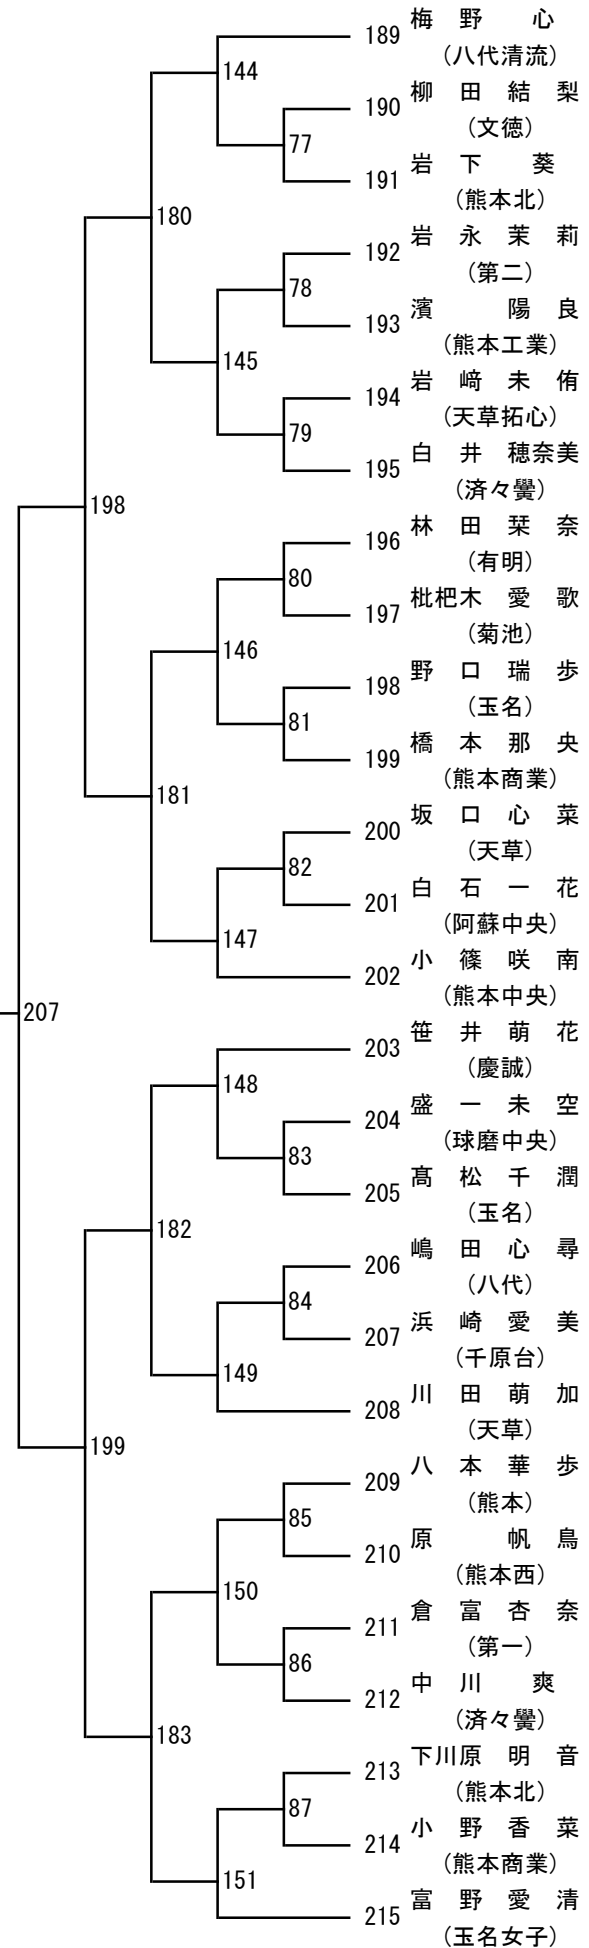 189 梅野 心
(八代清流)
144
190 柳田結梨
(文徳)
77
191 岩下 葵
(熊本北)
180
192 岩永茉莉
(第二)
78
193 濱 陽良
(熊本工業)
145
194 岩﨑未侑
(天草拓心)
79
195 白井 穂奈美
(済々黌)
198
196 林田栞奈
(有明)
80
197 枇杷木 愛歌
(菊池)
146
198 野口瑞歩
(玉名)
81
199 橋本那央
(熊本商業)
181
200 坂口心菜
(天草)
82
201 白石一花
(阿蘇中央)
147
202 小篠咲南
(熊本中央)
207
203 笹井萌花
(慶誠)
148
204 盛一未空
(球磨中央)
83
205 髙松千潤
(玉名)
182
206 嶋田心尋
(八代)
84
207 浜崎愛美
(千原台)
149
208 川田萌加
(天草)
199
209 八本華歩
(熊本)
85
210 原 帆鳥
(熊本西)
150
211 倉富杏奈
(第一)
86
212 中川 爽
(済々黌)
183
213 下川原 明音
(熊本北)
87
214 小野香菜
(熊本商業)
151
215 富野愛清
(玉名女子)